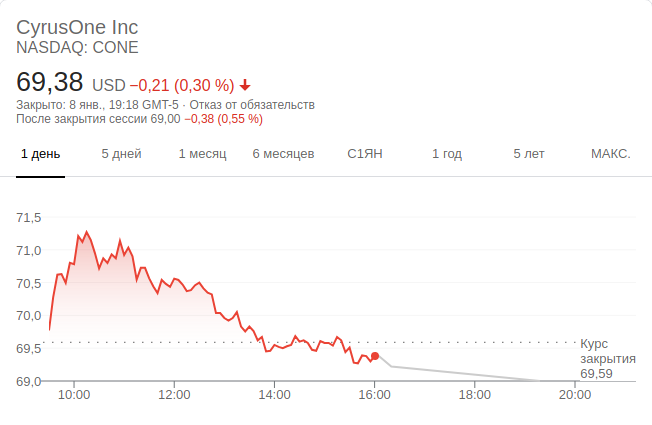 CyrusOne Inc
NASDAQ: CONE
69,38 USD −0,21 (0,30 %)
Закрыто: 8 янв., 19:18 GMT-5 · Отказ от обязательств
После закрытия сессии 69,00 −0,38 (0,55 %)
1 день 5 дней 1 месяц 6 месяцев С1ЯН 1 год 5 лет МАКС.
71,5
71,0
70,5
70,0
69,5
69,0
Курс
закрытия
69,59
10:00 12:00 14:00 16:00 18:00 20:00